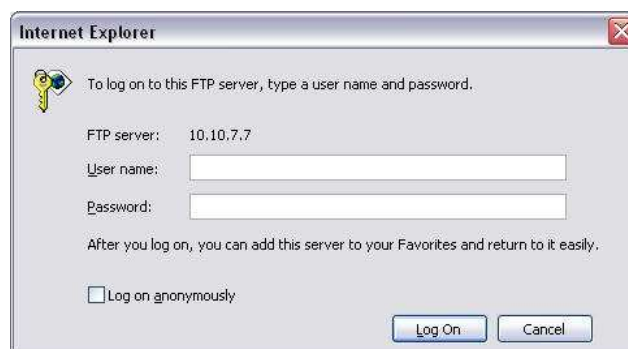 Internet Explorer
To log on to this FTP server, type a user name and password.
FTP server: 10.10.7.7
User name:
Password:
After you log on, you can add this server to your Favorites and return to it easily.
Log on anonymously
Log On Cancel